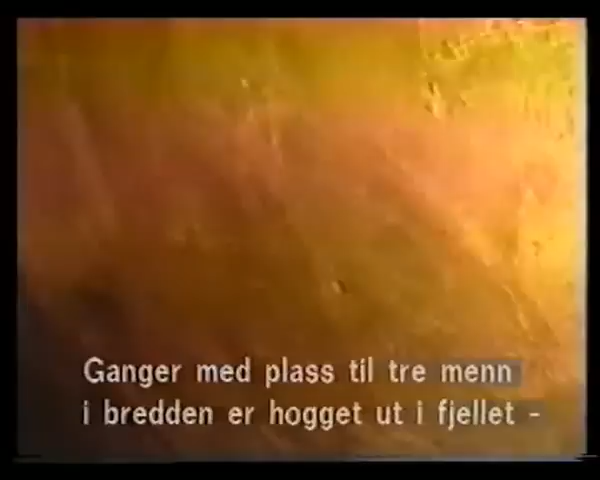 Ganger med plass til tre menn
i bredden er hogget ut i fjellet -